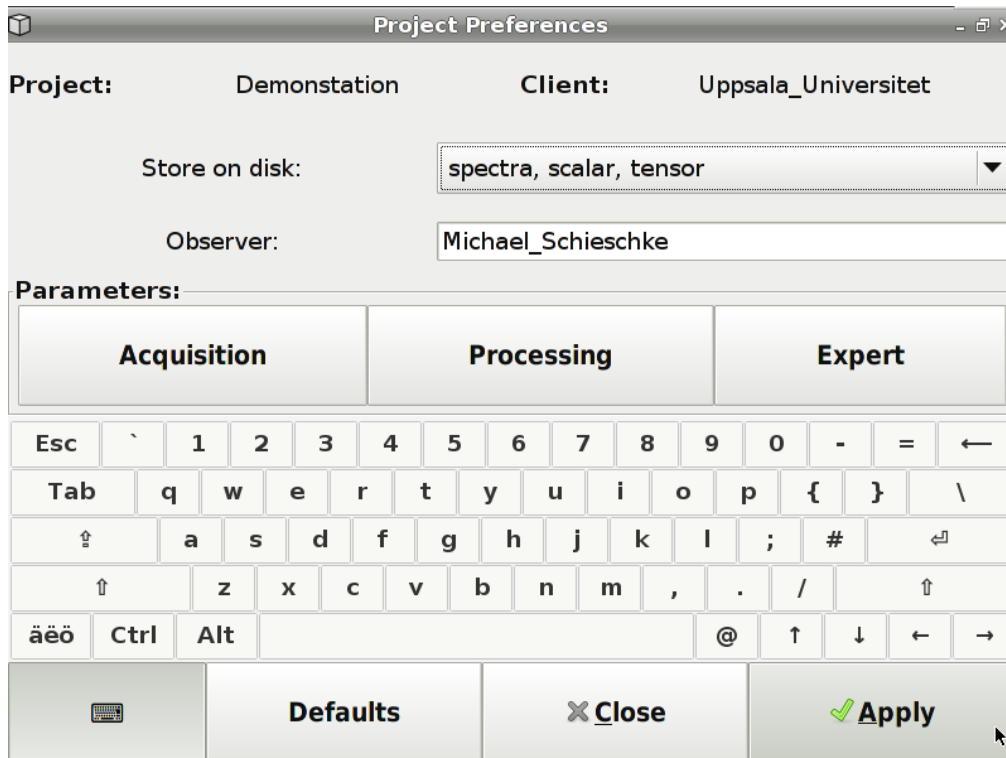 Project Preferences
Project: Demonstation Client: Uppsala_Universitet
Store on disk: spectra, scalar, tensor
Observer: Michael_Schieschke
Parameters:
Acquisition Processing Expert
Esc ` 1 2 3 4 5 6 7 8 9 0 - = ←
Tab q w e r t y u i o p { } \
⇪ a s d f g h j k l ; # ⏎
⇧ z x c v b n m , . / ⇧
äëö Ctrl Alt @ ↑ ↓ ← →
Defaults Close Apply